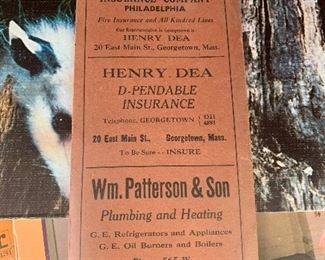 INSURANCE COMPANY
PHILADELPHIA
Fire Insurance and All Kindred Lines
Our Representative in Georgetown is
HENRY DEA
20 East Main St., Georgetown, Mass.
HENRY DEA
D-PENDABLE
INSURANCE
Telephone, GEORGETOWN
20 East Main St., Georgetown, Mass.
To Be Sure -- INSURE
Wm. Patterson & Son
Plumbing and Heating
G. E. Refrigerators and Appliances
G. E. Oil Burners and Boilers
565-W